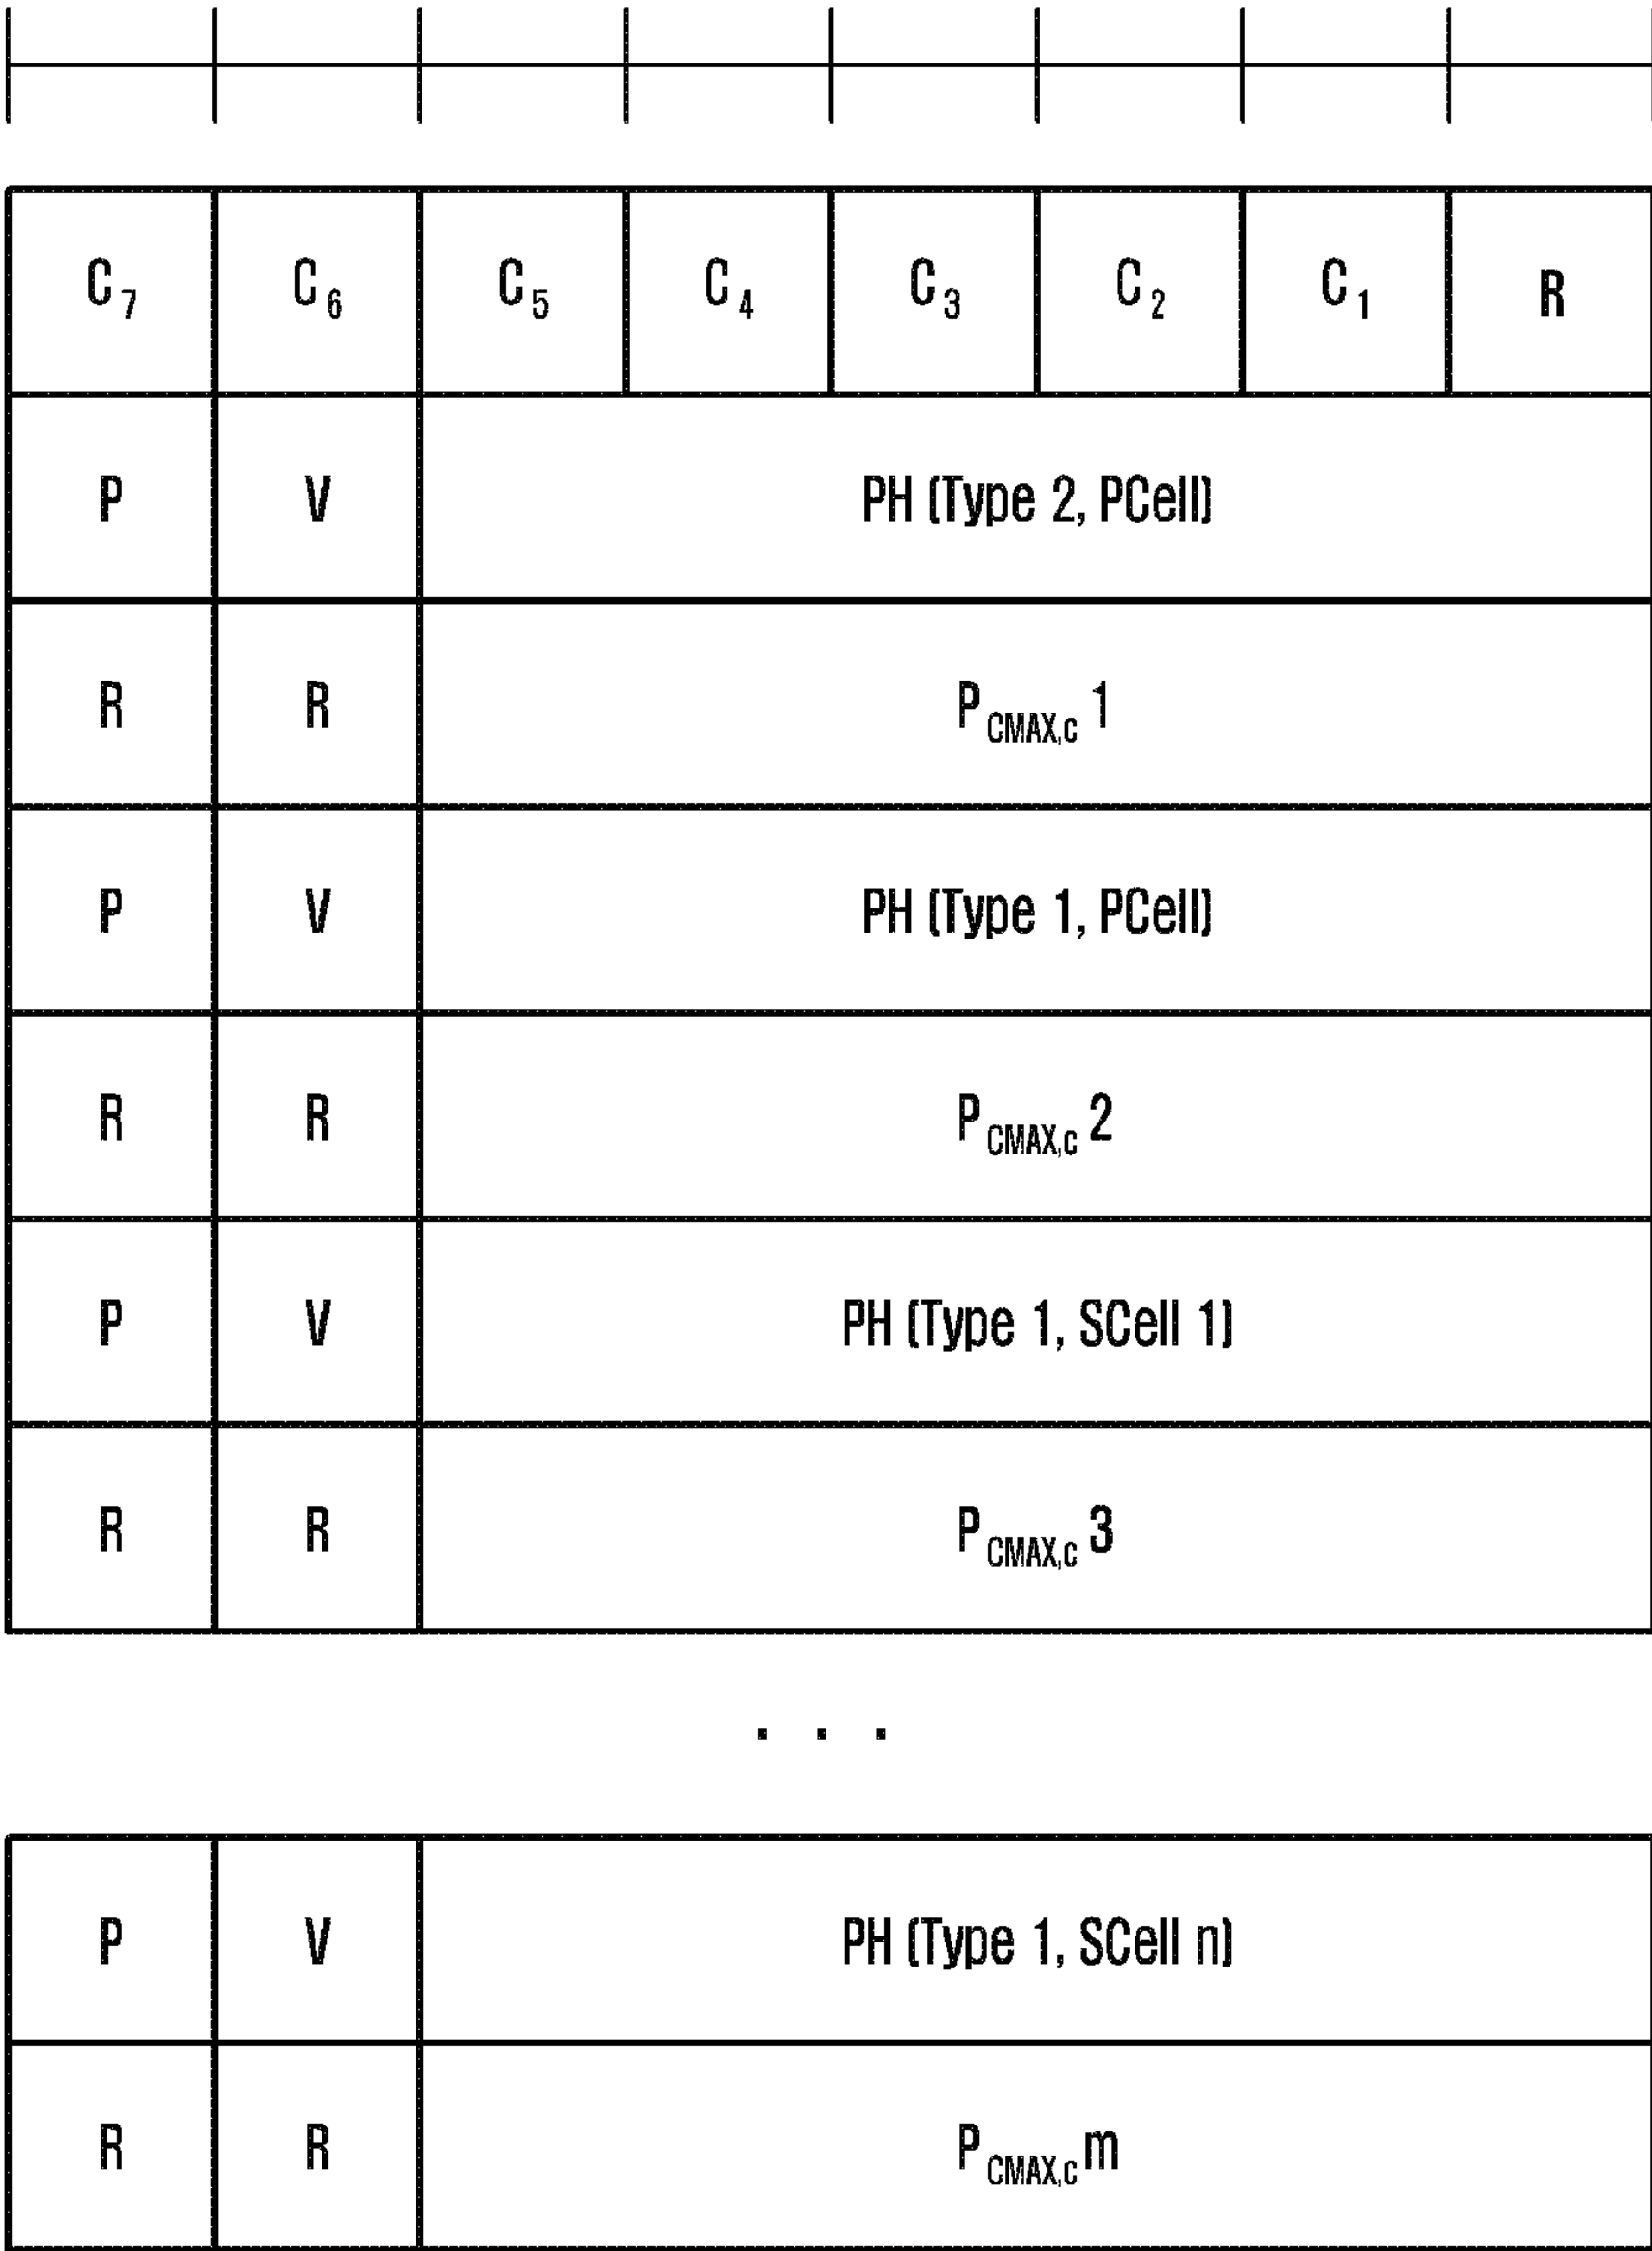 C7 C6 C5 C4 C3 C2 C1 R
P V PH (Type 2, PCell)
R R PCMAX,c 1
P V PH (Type 1, PCell)
R R PCMAX,c 2
P V PH (Type 1, SCell 1)
R R PCMAX,c 3
. . .
P V PH (Type 1, SCell n)
R R PCMAX,c m